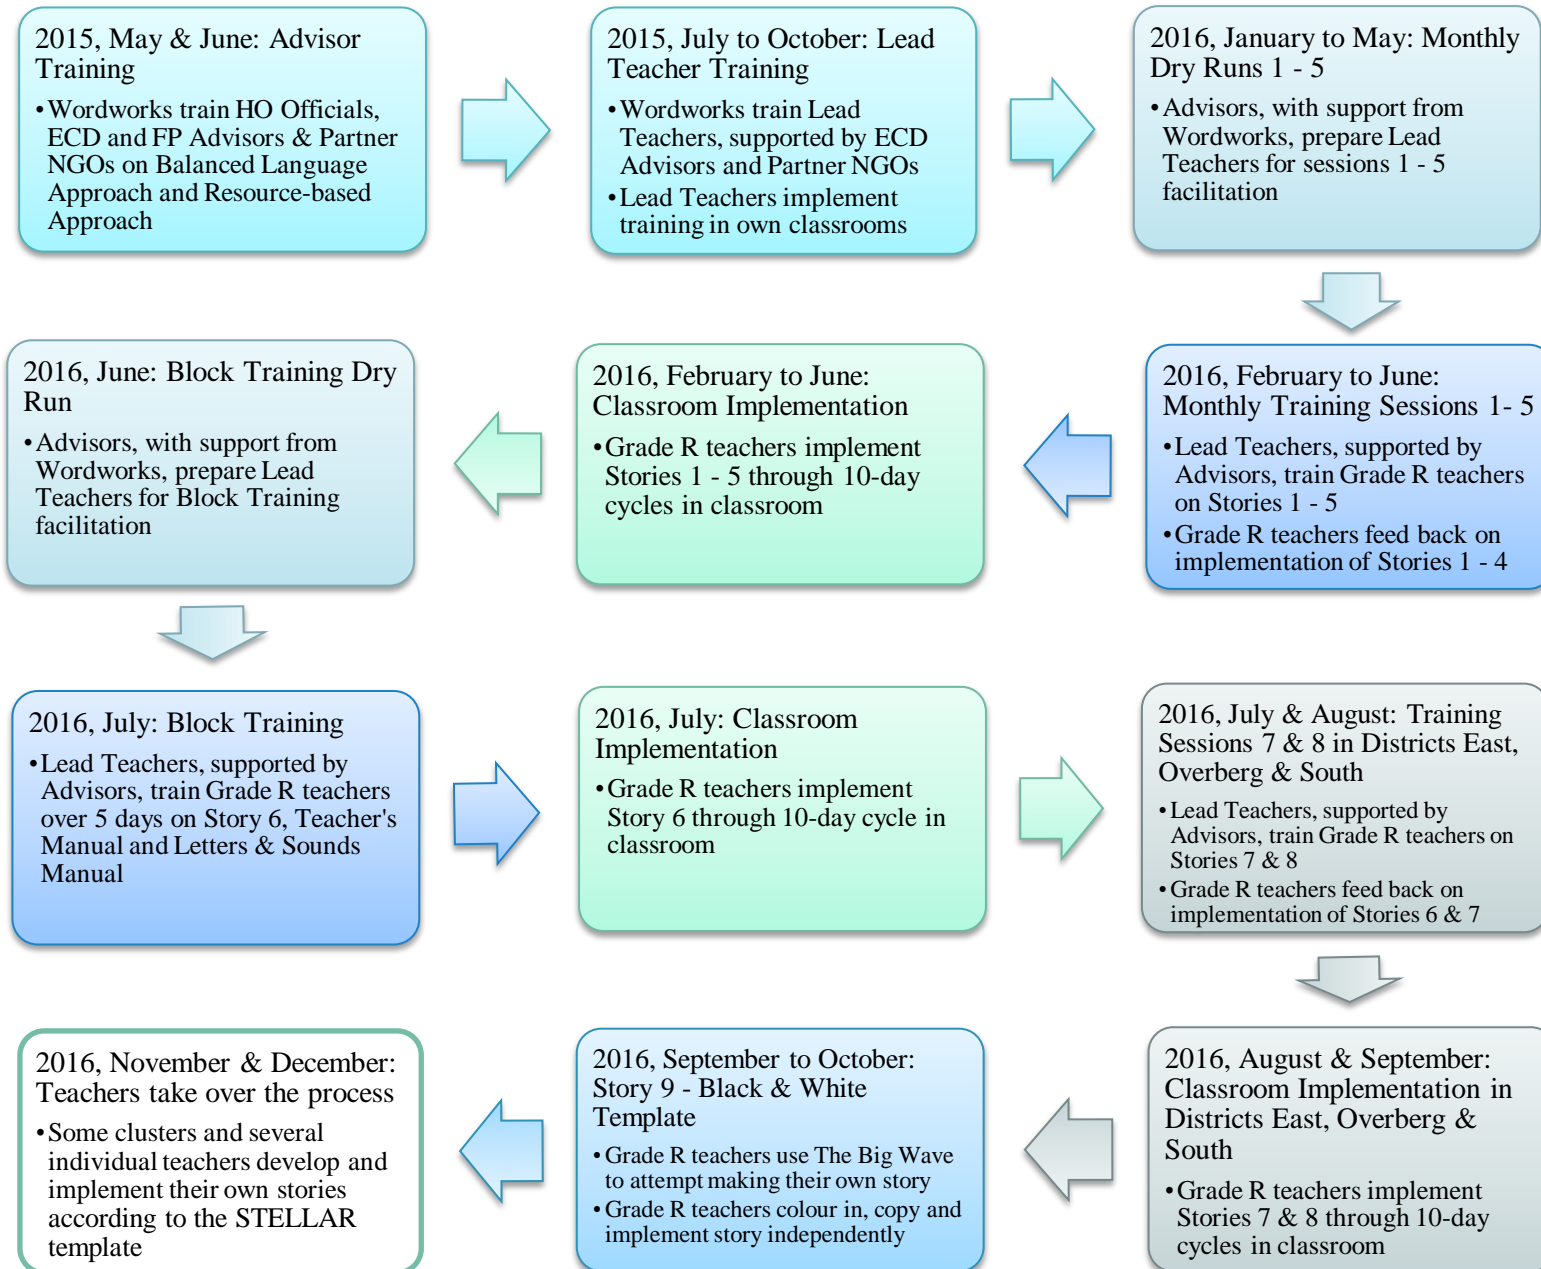 2015, May & June: Advisor
Training
•Wordworks train HO Officials,
ECD and FP Advisors & Partner
NGOs on Balanced Language
Approach and Resource-based
Approach
2015, July to October: Lead
Teacher Training
•Wordworks train Lead
Teachers, supported by ECD
Advisors and Partner NGOs
•Lead Teachers implement
training in own classrooms
2016, January to May: Monthly
Dry Runs 1 - 5
•Advisors, with support from
Wordworks, prepare Lead
Teachers for sessions 1 - 5
facilitation
2016, February to June:
Monthly Training Sessions 1- 5
•Lead Teachers, supported by
Advisors, train Grade R teachers
on Stories 1 - 5
•Grade R teachers feed back on
implementation of Stories 1 - 4
2016, February to June:
Classroom Implementation
•Grade R teachers implement
Stories 1 - 5 through 10-day
cycles in classroom
2016, June: Block Training Dry
Run
•Advisors, with support from
Wordworks, prepare Lead
Teachers for Block Training
facilitation
2016, July: Block Training
•Lead Teachers, supported by
Advisors, train Grade R teachers
over 5 days on Story 6, Teacher's
Manual and Letters & Sounds
Manual
2016, July: Classroom
Implementation
•Grade R teachers implement
Story 6 through 10-day cycle in
classroom
2016, July & August: Training
Sessions 7 & 8 in Districts East,
Overberg & South
•Lead Teachers, supported by
Advisors, train Grade R teachers on
Stories 7 & 8
•Grade R teachers feed back on
implementation of Stories 6 & 7
2016, August & September:
Classroom Implementation in
Districts East, Overberg &
South
•Grade R teachers implement
Stories 7 & 8 through 10-day
cycles in classroom
2016, September to October:
Story 9 - Black & White
Template
•Grade R teachers use The Big Wave
to attempt making their own story
•Grade R teachers colour in, copy and
implement story independently
2016, November & December:
Teachers take over the process
•Some clusters and several
individual teachers develop and
implement their own stories
according to the STELLAR
template